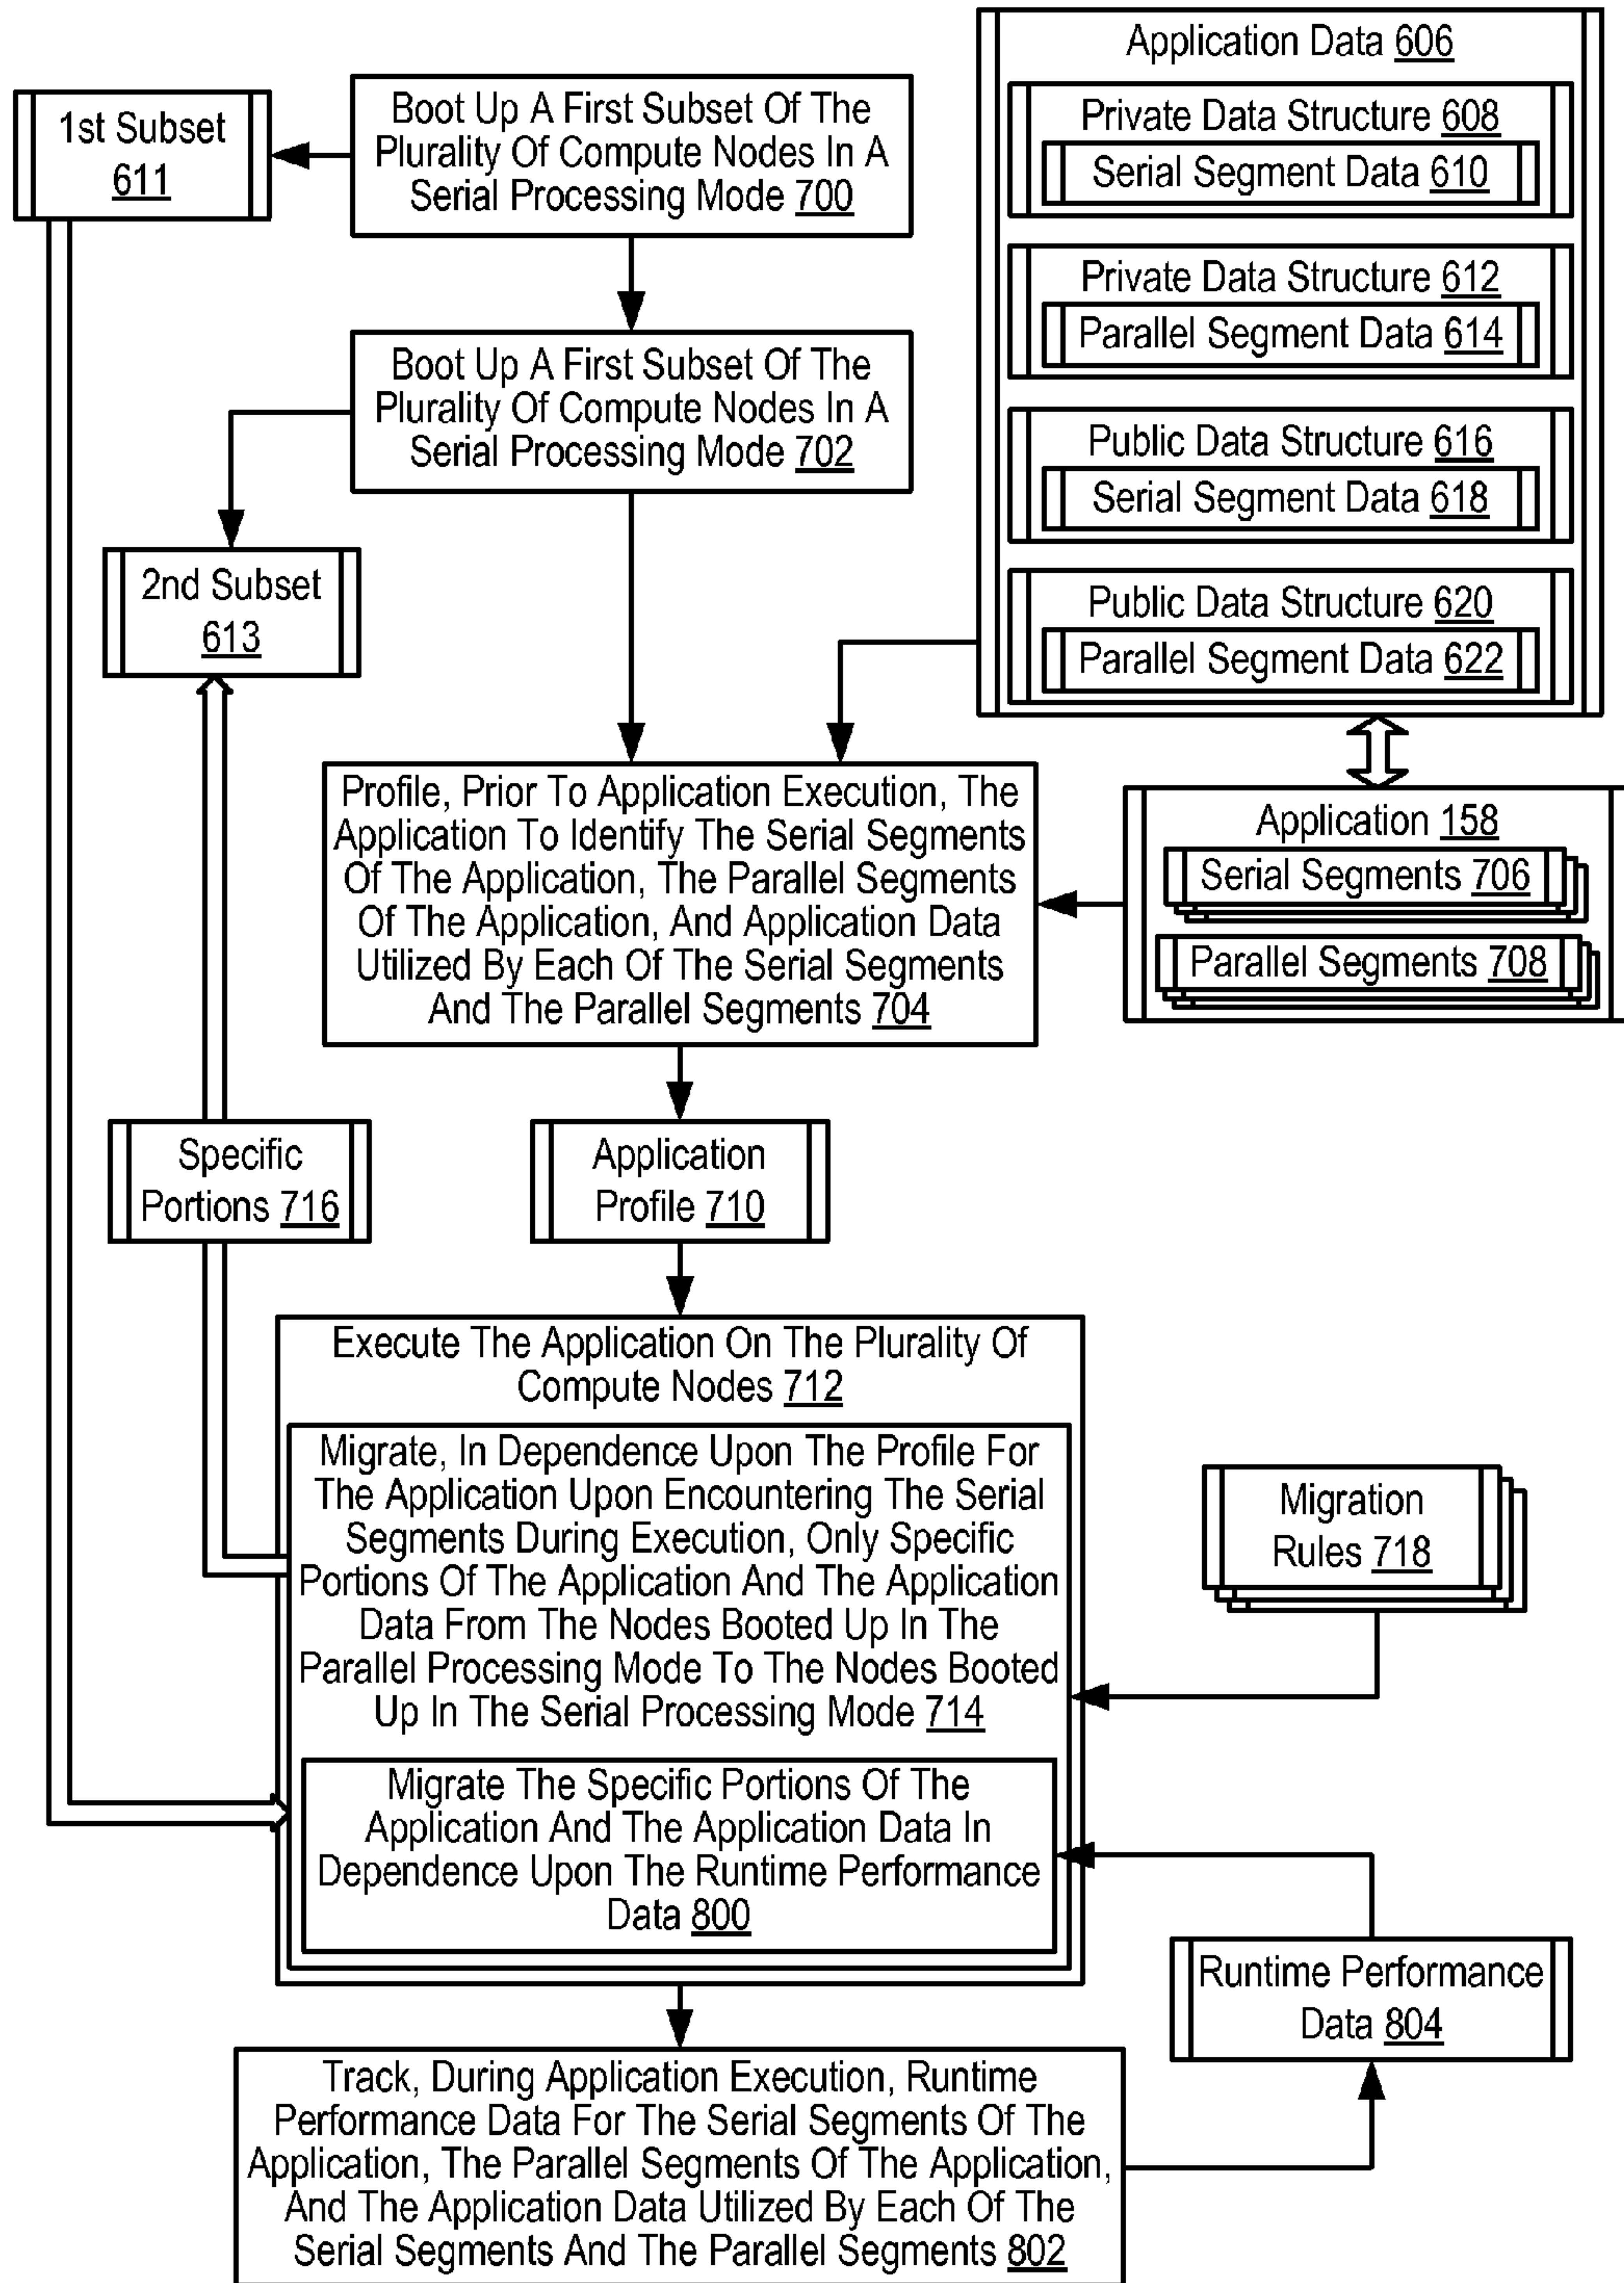 Application Data 606
Private Data Structure 608
Serial Segment Data 610
Private Data Structure 612
Parallel Segment Data 614
Public Data Structure 616
Serial Segment Data 618
Public Data Structure 620
Parallel Segment Data 622
1st Subset
611
Boot Up A First Subset Of The
Plurality Of Compute Nodes In A
Serial Processing Mode 700
Boot Up A First Subset Of The
Plurality Of Compute Nodes In A
Serial Processing Mode 702
2nd Subset
613
Profile, Prior To Application Execution, The
Application To Identify The Serial Segments
Of The Application, The Parallel Segments
Of The Application, And Application Data
Utilized By Each Of The Serial Segments
And The Parallel Segments 704
Application 158
Serial Segments 706
Parallel Segments 708
Specific
Portions 716
Application
Profile 710
Execute The Application On The Plurality Of
Compute Nodes 712
Migrate, In Dependence Upon The Profile For
The Application Upon Encountering The Serial
Segments During Execution, Only Specific
Portions Of The Application And The Application
Data From The Nodes Booted Up In The
Parallel Processing Mode To The Nodes Booted
Up In The Serial Processing Mode 714
Migration
Rules 718
Migrate The Specific Portions Of The
Application And The Application Data In
Dependence Upon The Runtime Performance
Data 800
Runtime Performance
Data 804
Track, During Application Execution, Runtime
Performance Data For The Serial Segments Of The
Application, The Parallel Segments Of The Application,
And The Application Data Utilized By Each Of The
Serial Segments And The Parallel Segments 802